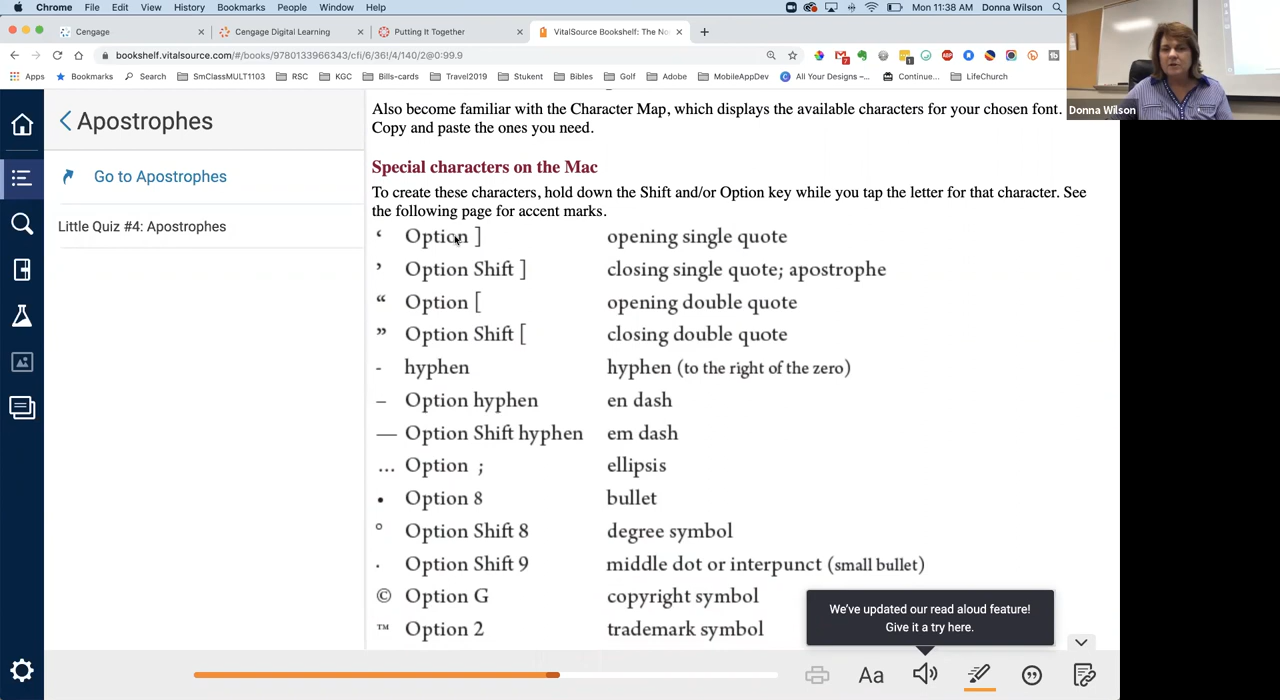 Chrome File Edit View History Bookmarks People Window Help Mon 11:38 AM Donna Wilson
Cengage × Cengage Digital Learning × Putting It Together × VitalSource Bookshelf: The No × +
bookshelf.vitalsource.com/#/books/9780133966343/cfi/6/36!/4/140/2@0:99.9
Apps Bookmarks Search SmClassMULT1103 RSC KGC Bills-cards Travel2019 Stukent Bibles Golf Adobe MobileAppDev All Your Designs –... Continue... LifeChurch
Donna Wilson
Apostrophes
Go to Apostrophes
Little Quiz #4: Apostrophes
Also become familiar with the Character Map, which displays the available characters for your chosen font.
Copy and paste the ones you need.
Special characters on the Mac
To create these characters, hold down the Shift and/or Option key while you tap the letter for that character. See
the following page for accent marks.
‘ Option ] opening single quote
’ Option Shift ] closing single quote; apostrophe
“ Option [ opening double quote
” Option Shift [ closing double quote
- hyphen hyphen (to the right of the zero)
– Option hyphen en dash
— Option Shift hyphen em dash
… Option ; ellipsis
• Option 8 bullet
° Option Shift 8 degree symbol
· Option Shift 9 middle dot or interpunct (small bullet)
© Option G copyright symbol
™ Option 2 trademark symbol
We've updated our read aloud feature!
Give it a try here.
Aa